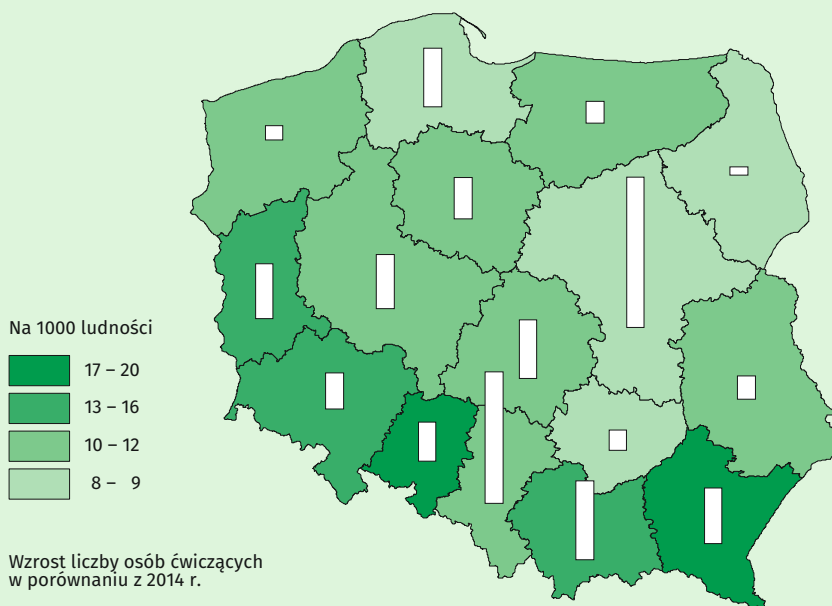 Na 1000 ludności
17 – 20
13 – 16
10 – 12
8 – 9
Wzrost liczby osób ćwiczących
w porównaniu z 2014 r.